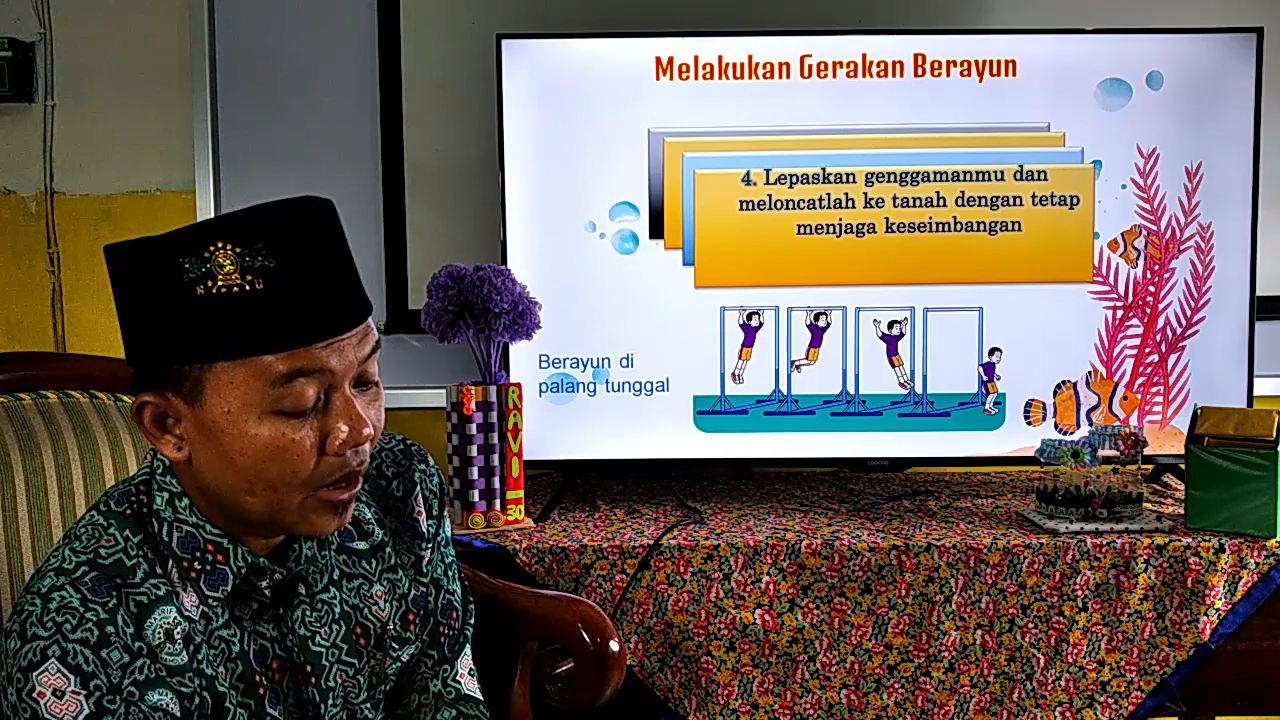 Melakukan Gerakan Berayun
4. Lepaskan genggamanmu dan
meloncatlah ke tanah dengan tetap
menjaga keseimbangan
Berayun di
palang tunggal
RAVI
30
coocaa